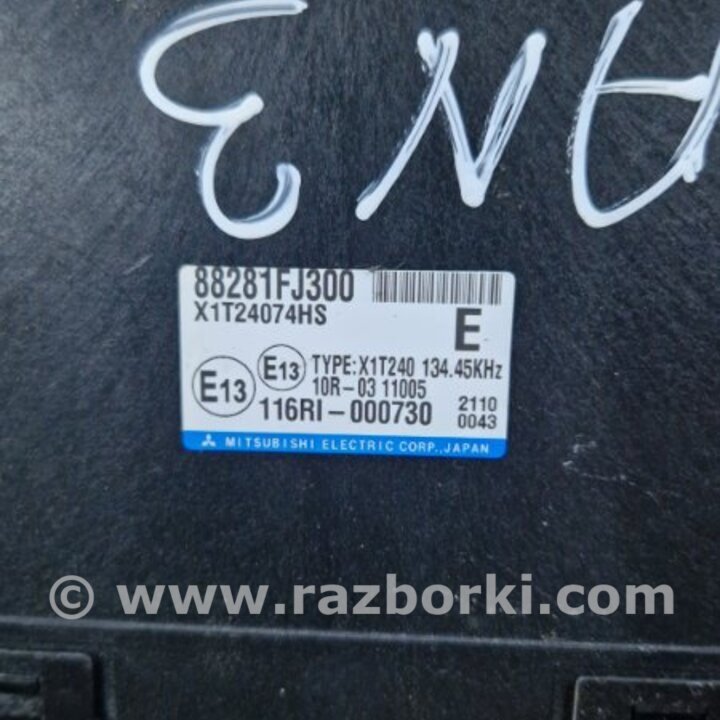 88281FJ300
X1T24074HS
E
E13
E13
TYPE:X1T240 134.45KHz
10R-03 11005
116RI-000730
2110
0043
MITSUBISHI ELECTRIC CORP.,JAPAN
© www.razborki.com